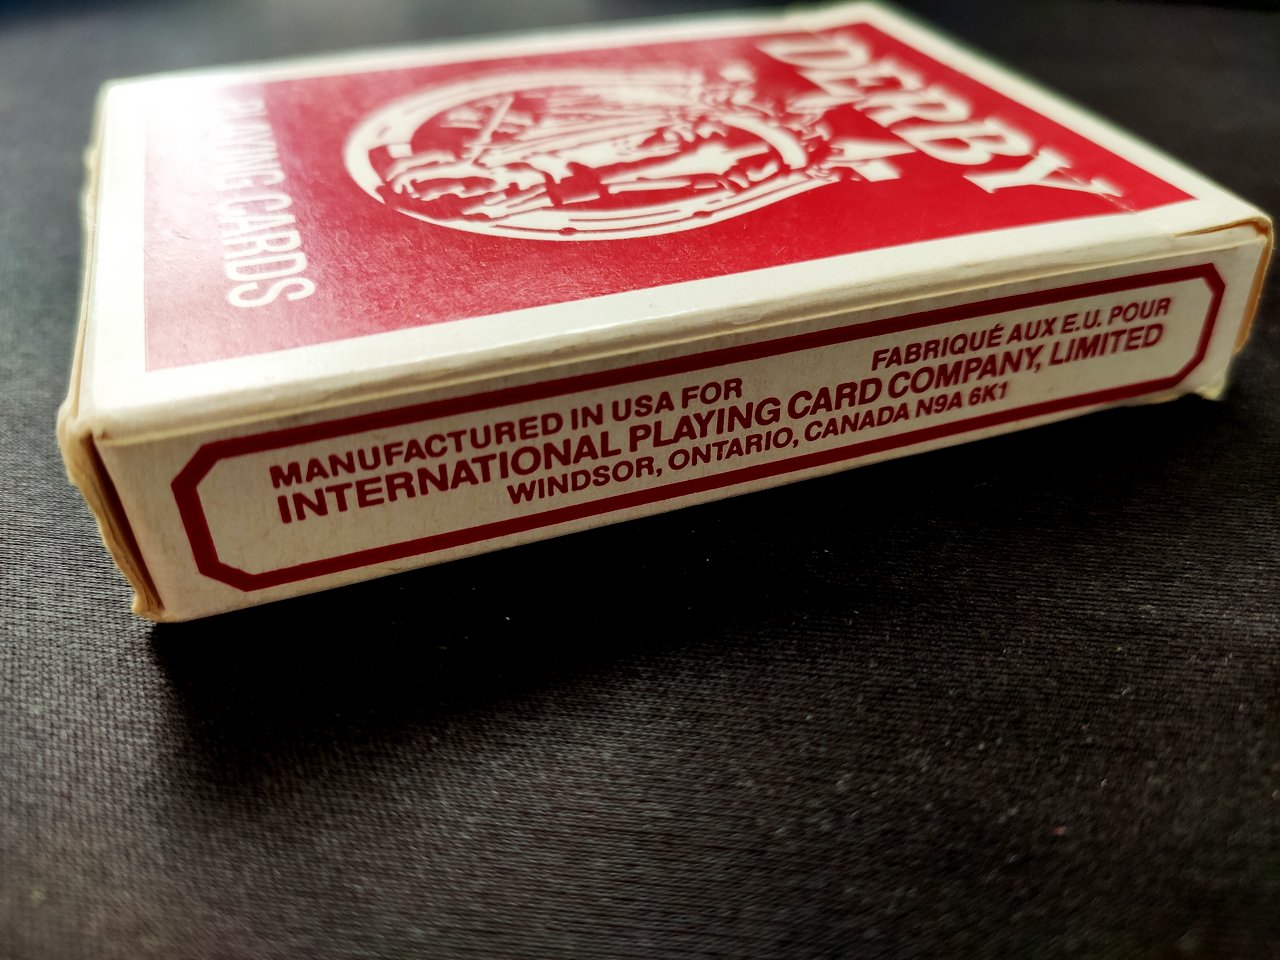 DERBY
PLAYING CARDS
MANUFACTURED IN USA FOR FABRIQUÉ AUX E.U. POUR
INTERNATIONAL PLAYING CARD COMPANY, LIMITED
WINDSOR, ONTARIO, CANADA N9A 6K1